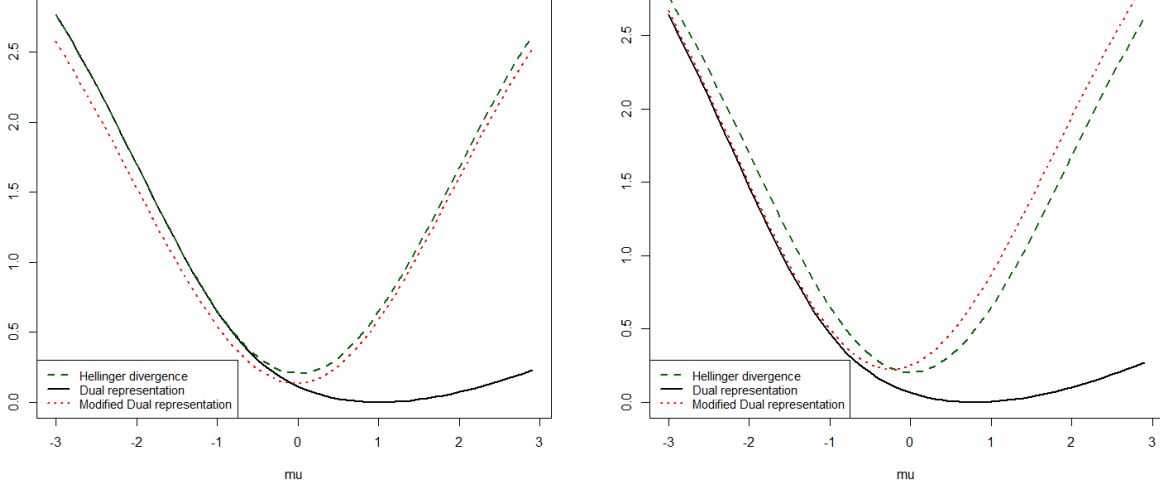 2.5
2.0
1.5
1.0
0.5
0.0
Hellinger divergence
Dual representation
Modified Dual representation
-3 -2 -1 0 1 2 3
mu
2.5
2.0
1.5
1.0
0.5
0.0
Hellinger divergence
Dual representation
Modified Dual representation
-3 -2 -1 0 1 2 3
mu